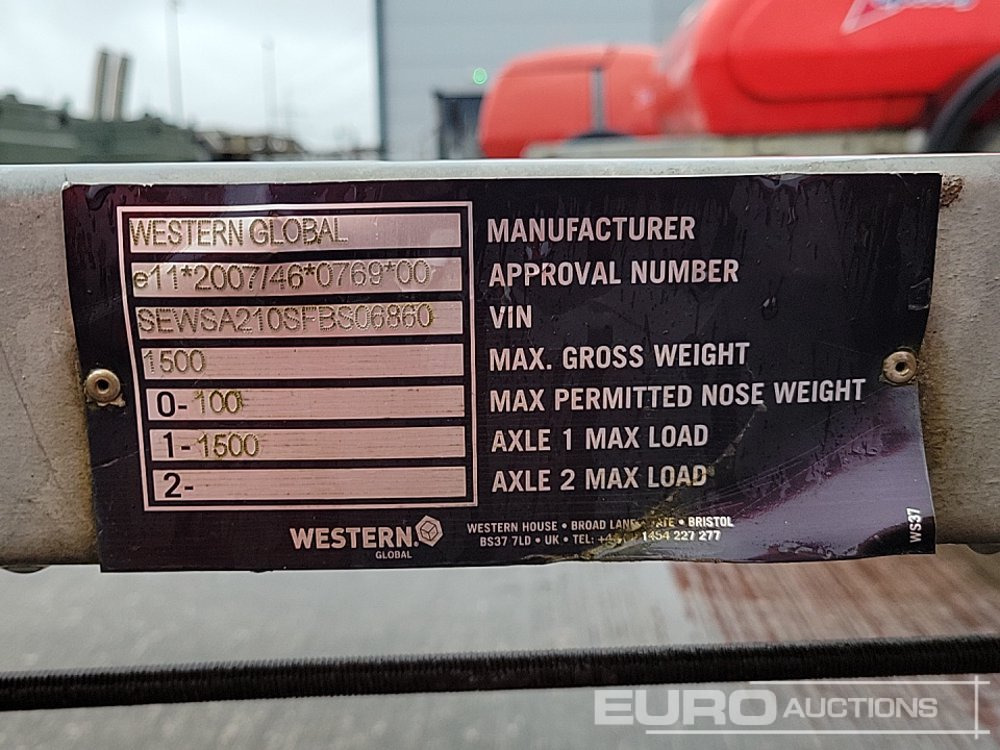 WESTERN GLOBAL MANUFACTURER
e11*2007/46*0769*00 APPROVAL NUMBER
SEWSA210SFBS06860 VIN
1500 MAX. GROSS WEIGHT
0-100 MAX PERMITTED NOSE WEIGHT
1-1500 AXLE 1 MAX LOAD
2- AXLE 2 MAX LOAD
WESTERN.
GLOBAL
WESTERN HOUSE • BROAD LANE • BRISTOL
BS37 7LD • UK • TEL: 1454 227 277
WS37
EURO AUCTIONS